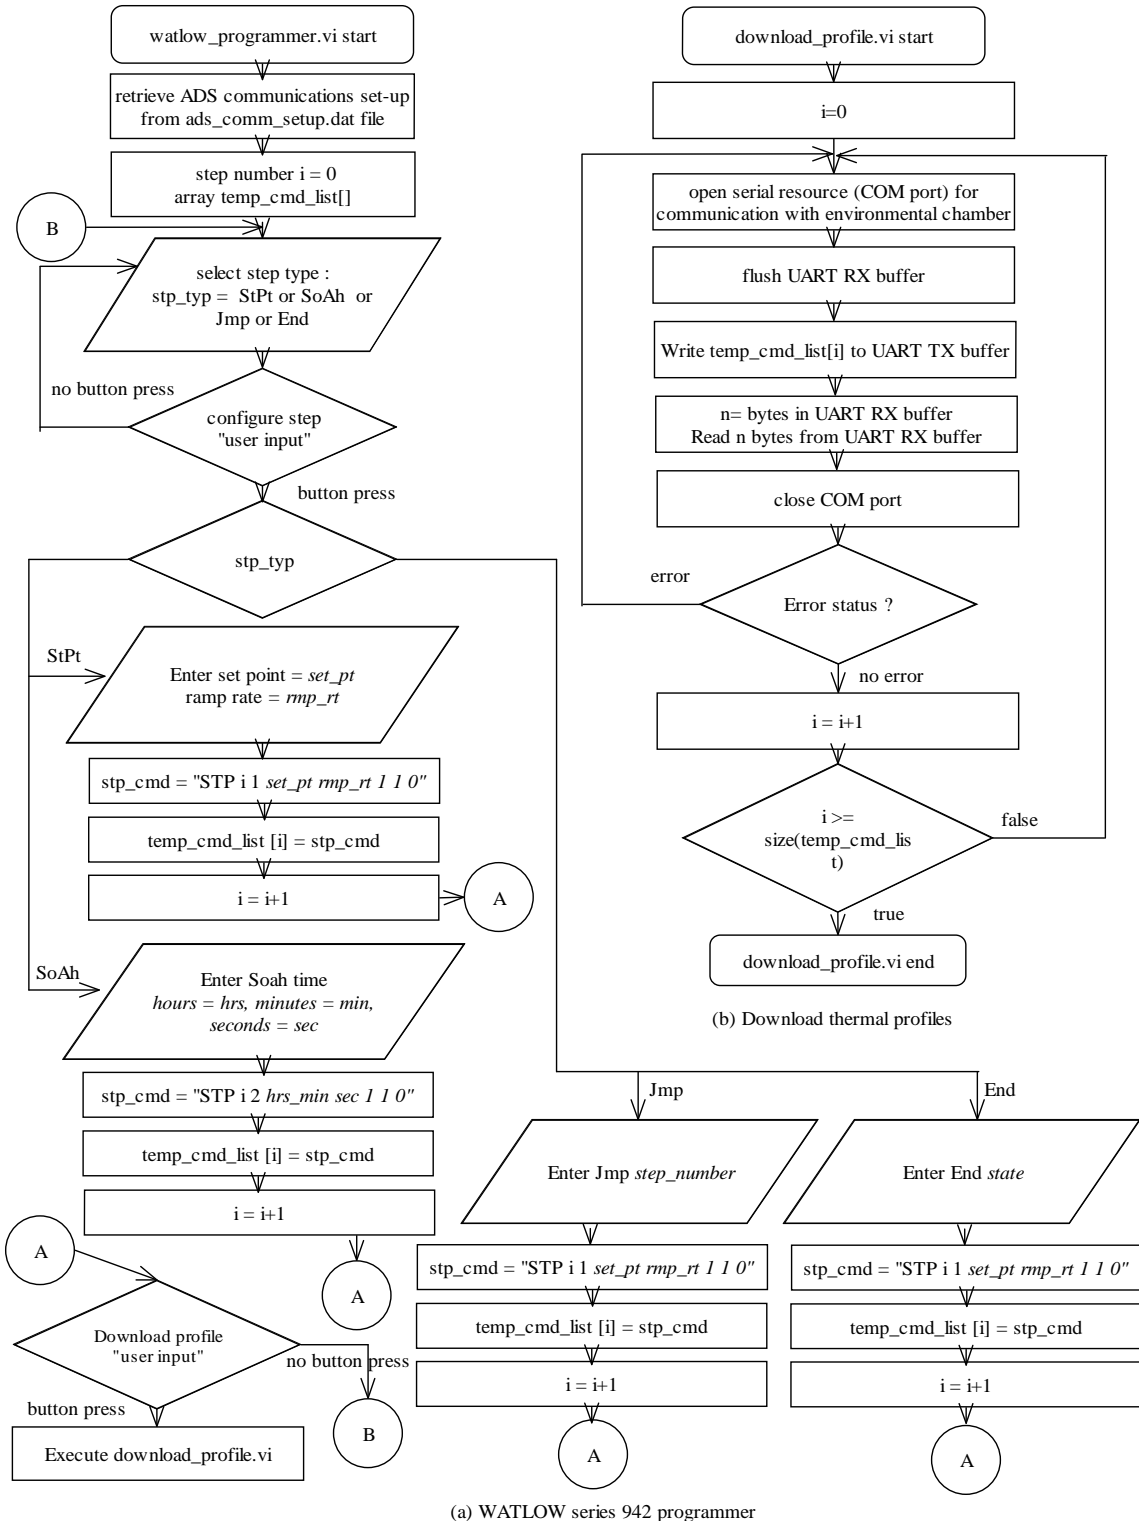 watlow_programmer.vi start
retrieve ADS communications set-up
from ads_comm_setup.dat file
step number i = 0
array temp_cmd_list[]
B
select step type :
stp_typ = StPt or SoAh or
Jmp or End
no button press
configure step
"user input"
button press
stp_typ
StPt
Enter set point = set_pt
ramp rate = rmp_rt
stp_cmd = "STP i 1 set_pt rmp_rt 1 1 0"
temp_cmd_list [i] = stp_cmd
i = i+1
A
SoAh
Enter Soah time
hours = hrs, minutes = min,
seconds = sec
stp_cmd = "STP i 2 hrs_min sec 1 1 0"
temp_cmd_list [i] = stp_cmd
i = i+1
A
A
Download profile
"user input"
no button press
button press
B
Execute download_profile.vi
Jmp
Enter Jmp step_number
stp_cmd = "STP i 1 set_pt rmp_rt 1 1 0"
temp_cmd_list [i] = stp_cmd
i = i+1
A
End
Enter End state
stp_cmd = "STP i 1 set_pt rmp_rt 1 1 0"
temp_cmd_list [i] = stp_cmd
i = i+1
A
(a) WATLOW series 942 programmer
download_profile.vi start
i=0
open serial resource (COM port) for
communication with environmental chamber
flush UART RX buffer
Write temp_cmd_list[i] to UART TX buffer
n= bytes in UART RX buffer
Read n bytes from UART RX buffer
close COM port
error
Error status ?
no error
i = i+1
i >=
size(temp_cmd_lis
t)
false
true
download_profile.vi end
(b) Download thermal profiles